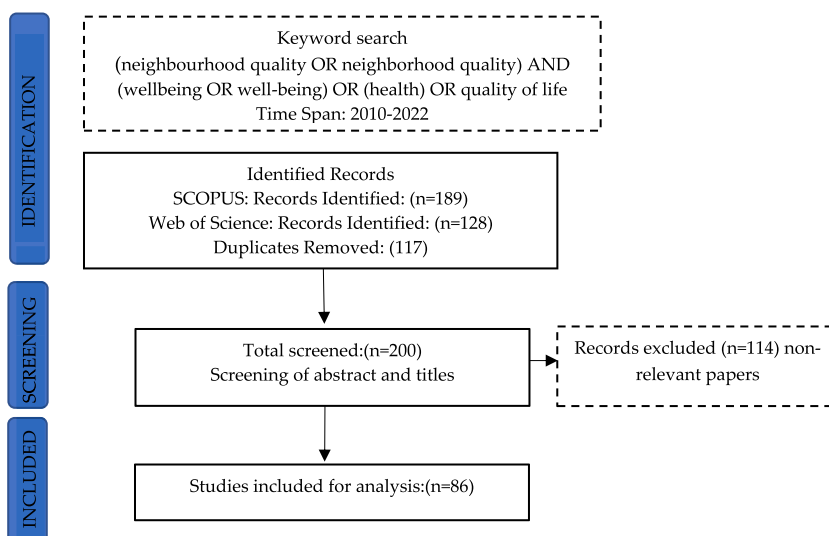 IDENTIFICATION
Keyword search
(neighbourhood quality OR neighborhood quality) AND
(wellbeing OR well-being) OR (health) OR quality of life
Time Span: 2010-2022
Identified Records
SCOPUS: Records Identified: (n=189)
Web of Science: Records Identified: (n=128)
Duplicates Removed: (117)
SCREENING
Total screened:(n=200)
Screening of abstract and titles
Records excluded (n=114) non-
relevant papers
INCLUDED
Studies included for analysis:(n=86)